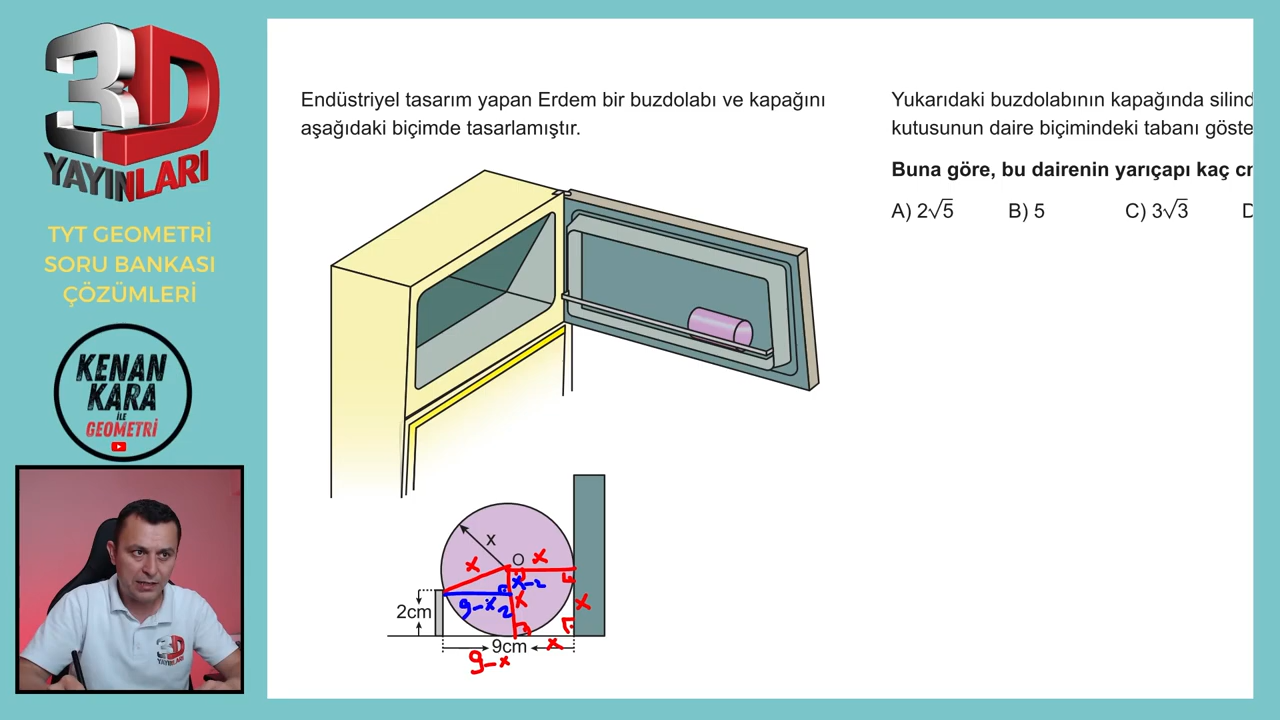 3D
YAYINLARI
TYT GEOMETRİ
SORU BANKASI
ÇÖZÜMLERİ
KENAN
KARA
İLE
GEOMETRİ
3D
YAYINLARI
Endüstriyel tasarım yapan Erdem bir buzdolabı ve kapağını
aşağıdaki biçimde tasarlamıştır.
x
O
x
x
x-2
9-x
2
x
x
2cm
9cm
x
9-x
Yukarıdaki buzdolabının kapağında silind
kutusunun daire biçimindeki tabanı göste
Buna göre, bu dairenin yarıçapı kaç cm
A) 2√5 B) 5 C) 3√3 D